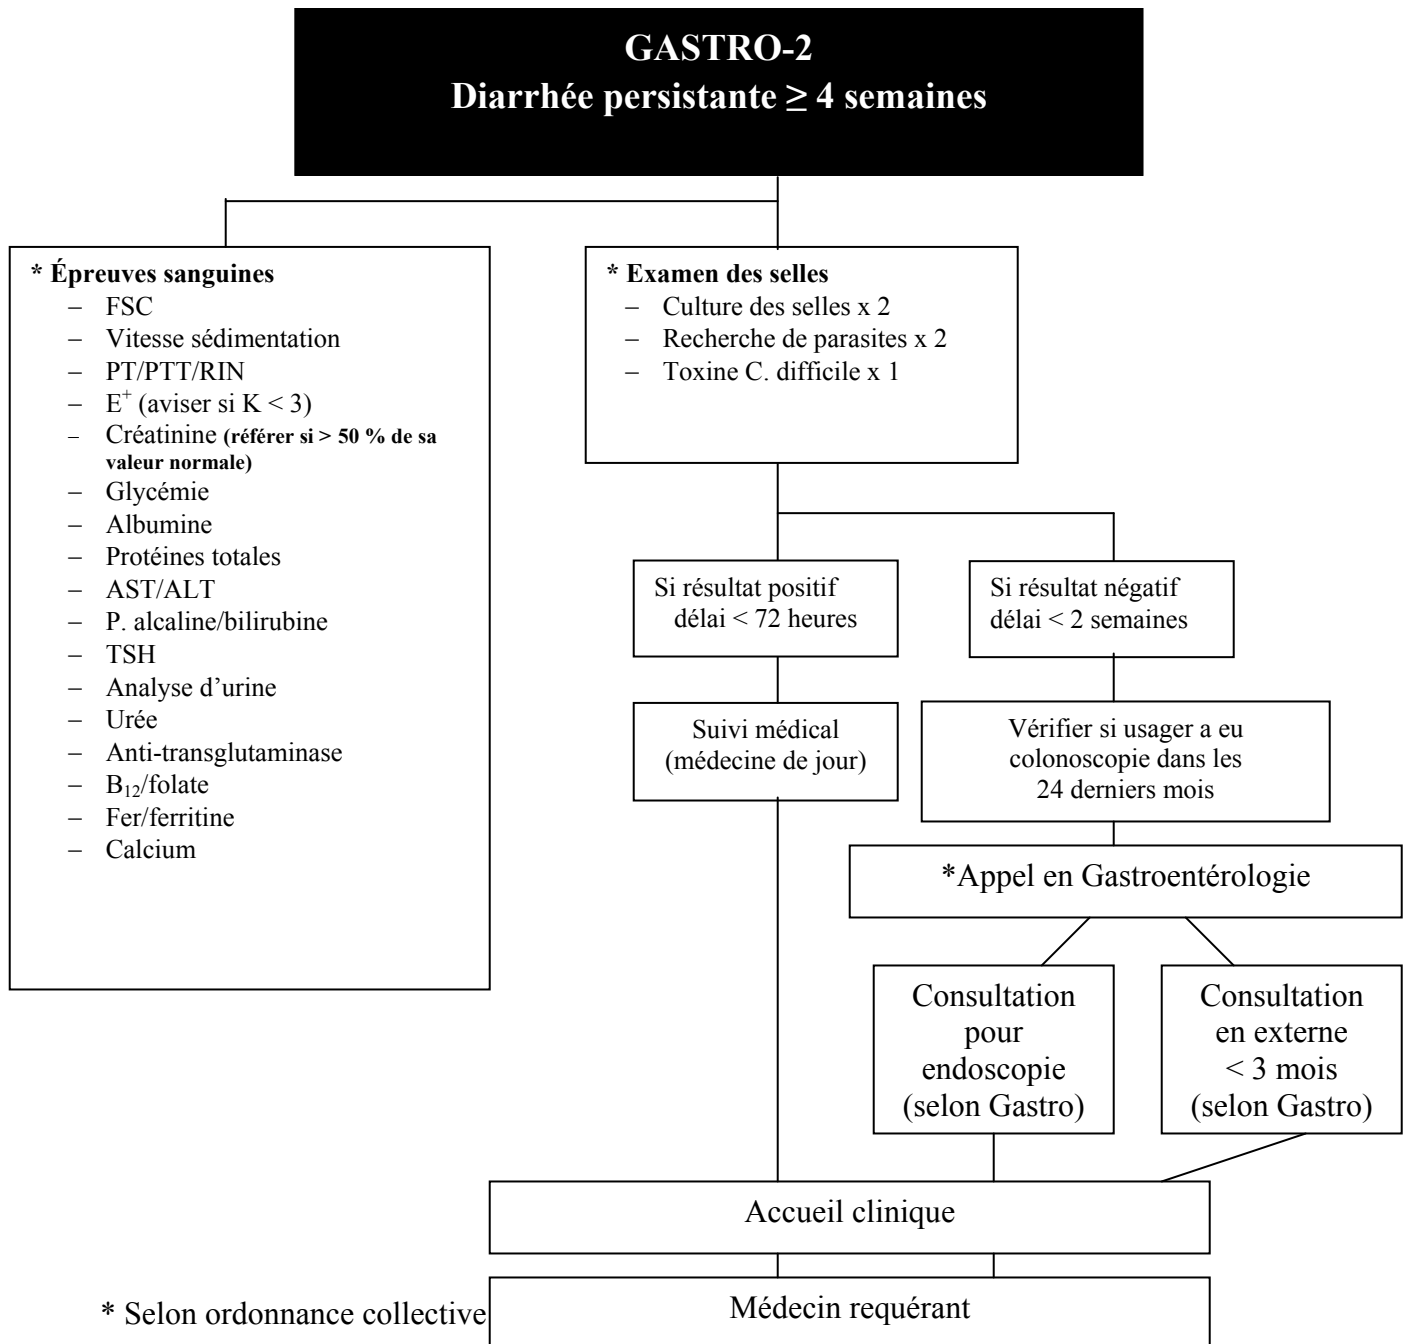 GASTRO-2
Diarrhée persistante ≥ 4 semaines
* Épreuves sanguines
– FSC
– Vitesse sédimentation
– PT/PTT/RIN
– E⁺ (aviser si K < 3)
– Créatinine (référer si > 50 % de sa
valeur normale)
– Glycémie
– Albumine
– Protéines totales
– AST/ALT
– P. alcaline/bilirubine
– TSH
– Analyse d’urine
– Urée
– Anti-transglutaminase
– B₁₂/folate
– Fer/ferritine
– Calcium
* Examen des selles
– Culture des selles x 2
– Recherche de parasites x 2
– Toxine C. difficile x 1
Si résultat positif
délai < 72 heures
Si résultat négatif
délai < 2 semaines
Suivi médical
(médecine de jour)
Vérifier si usager a eu
colonoscopie dans les
24 derniers mois
*Appel en Gastroentérologie
Consultation
pour
endoscopie
(selon Gastro)
Consultation
en externe
< 3 mois
(selon Gastro)
Accueil clinique
Médecin requérant
* Selon ordonnance collective